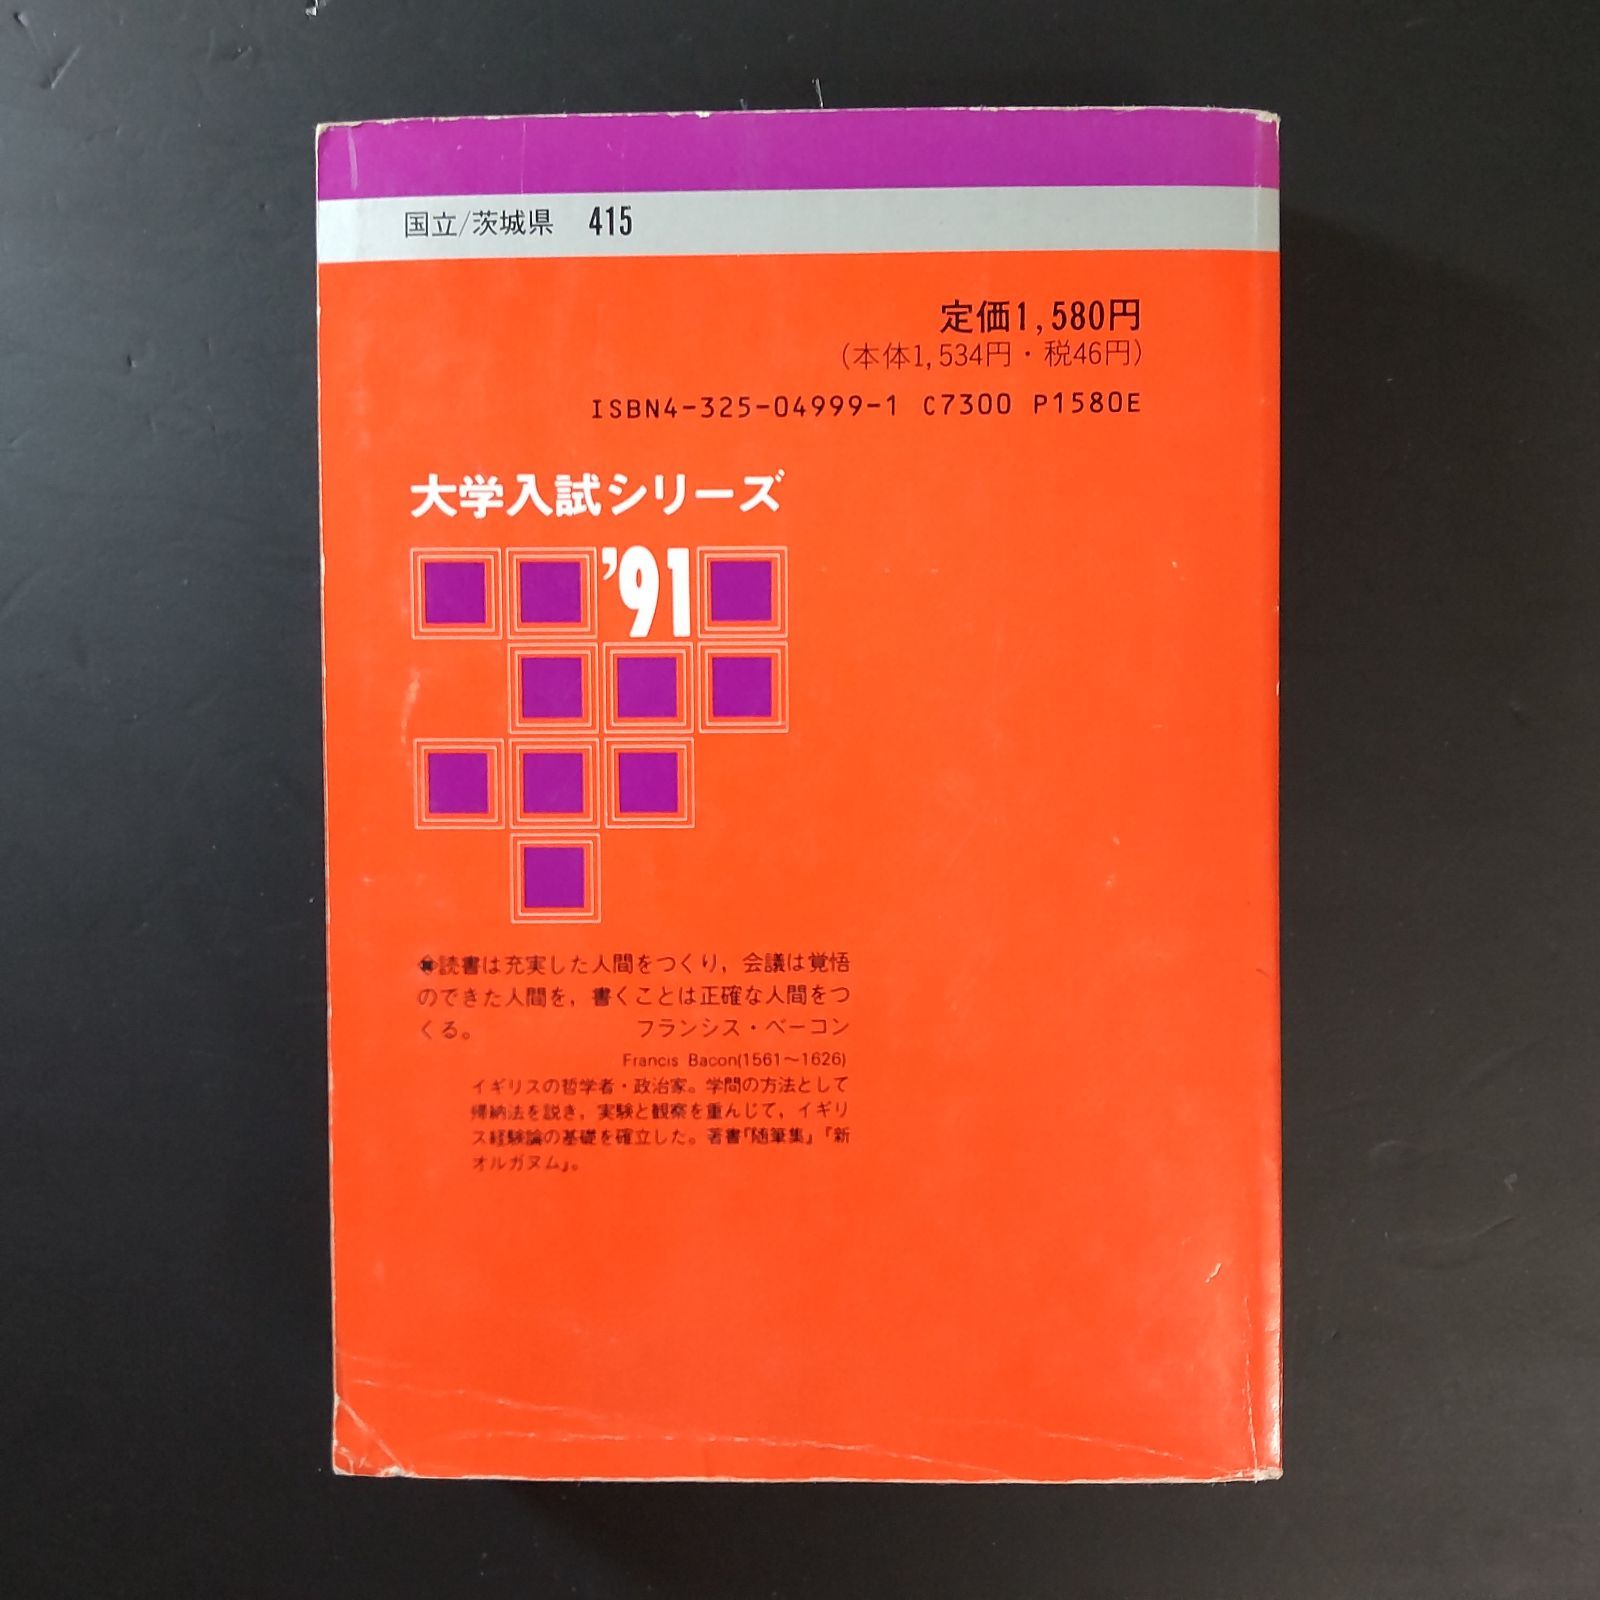 国立/茨城県 415
定価1,580円
(本体1,534円・税46円)
ISBN4-325-04999-1 C7300 P1580E
大学入試シリーズ
'91
◆読書は充実した人間をつくり，会議は覚悟
のできた人間を，書くことは正確な人間をつ
くる。 フランシス・ベーコン
Francis Bacon(1561〜1626)
イギリスの哲学者・政治家。学問の方法として
帰納法を説き，実験と観察を重んじて，イギリ
ス経験論の基礎を確立した。著書『随筆集』『新
オルガヌム』。